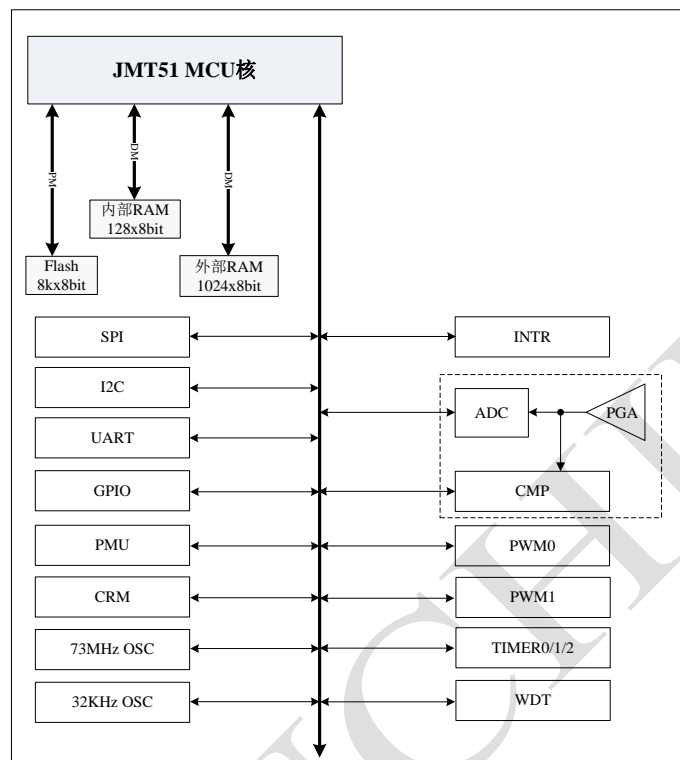 JMT51 MCU核
PM
DM
DM
内部RAM
128x8bit
Flash
8kx8bit
外部RAM
1024x8bit
SPI
INTR
I2C
ADC
PGA
UART
GPIO
CMP
PMU
PWM0
CRM
PWM1
73MHz OSC
TIMER0/1/2
32KHz OSC
WDT